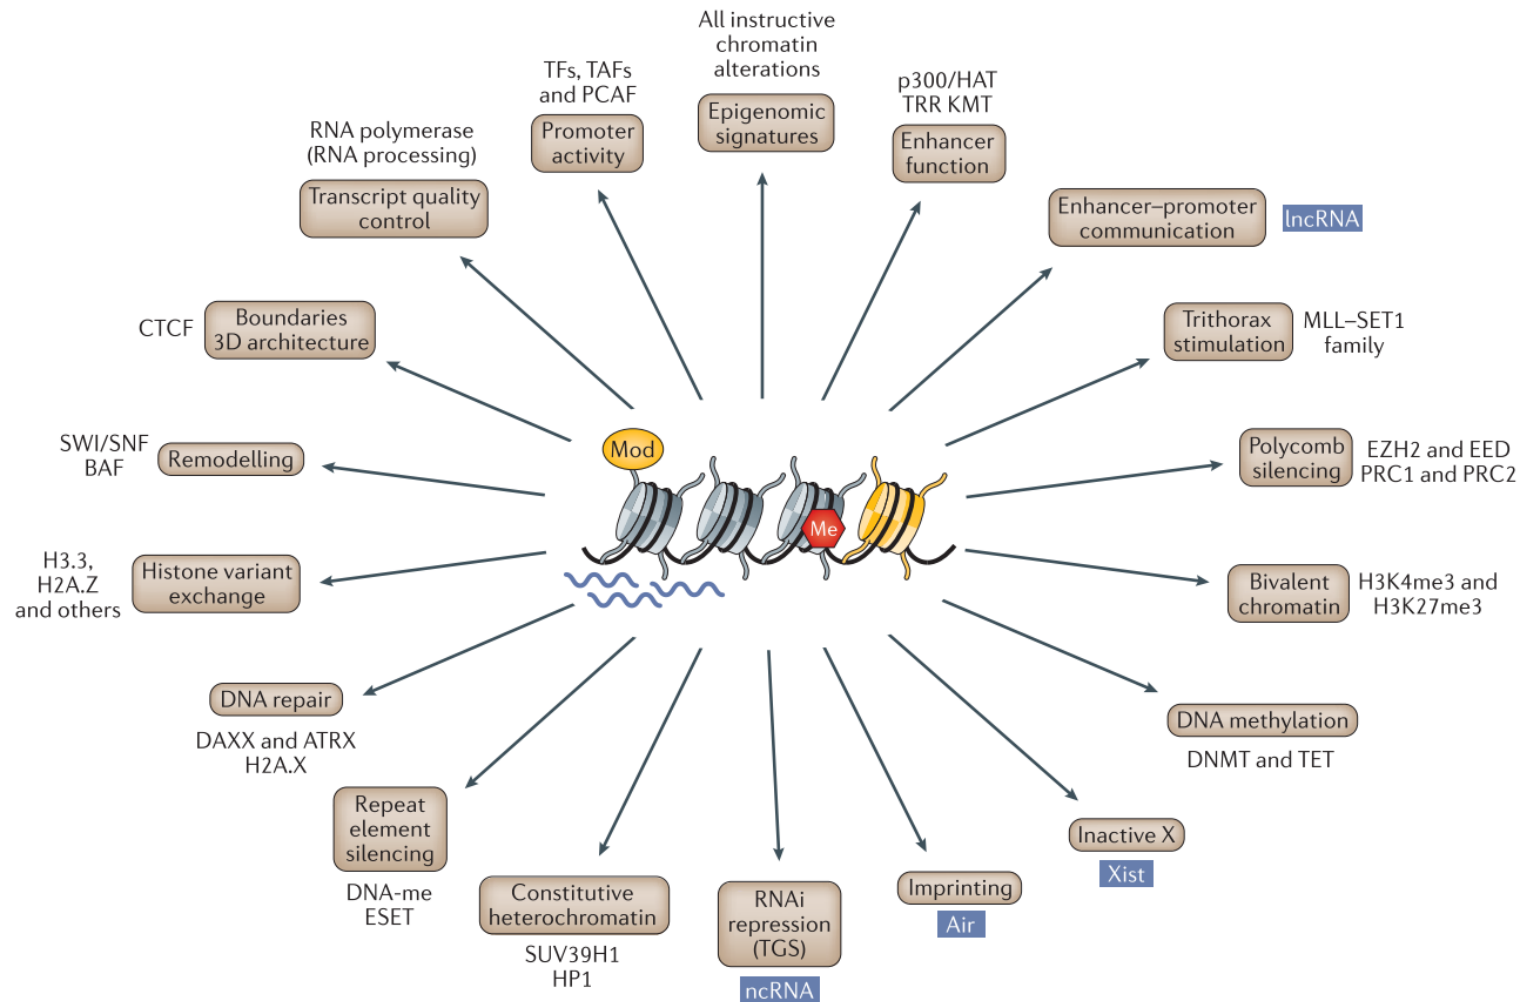 All instructive
chromatin
alterations
Epigenomic
signatures
p300/HAT
TRR KMT
Enhancer
function
Enhancer–promoter
communication
lncRNA
Trithorax
stimulation
MLL–SET1
family
Polycomb
silencing
EZH2 and EED
PRC1 and PRC2
Bivalent
chromatin
H3K4me3 and
H3K27me3
DNA methylation
DNMT and TET
Inactive X
Xist
Imprinting
Air
RNAi
repression
(TGS)
ncRNA
Constitutive
heterochromatin
SUV39H1
HP1
Repeat
element
silencing
DNA-me
ESET
DNA repair
DAXX and ATRX
H2A.X
H3.3,
H2A.Z
and others
Histone variant
exchange
SWI/SNF
BAF
Remodelling
CTCF
Boundaries
3D architecture
RNA polymerase
(RNA processing)
Transcript quality
control
TFs, TAFs
and PCAF
Promoter
activity
Mod
Me